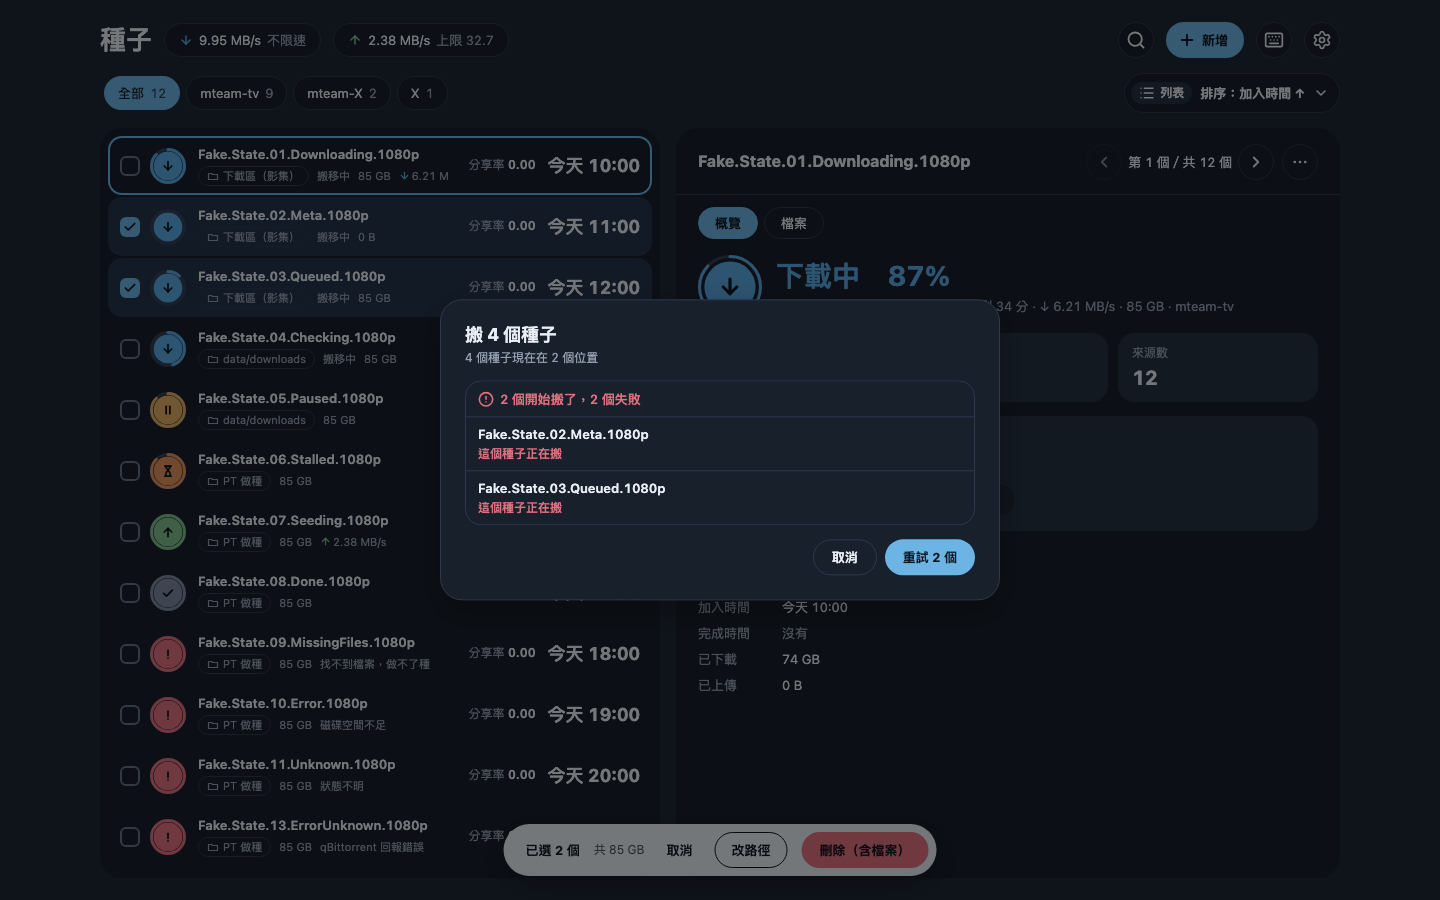 種子
9.95 MB/s 不限速
2.38 MB/s 上限 32.7
新增
全部 12
mteam-tv 9
mteam-X 2
X 1
列表
排序：加入時間
Fake.State.01.Downloading.1080p
下載區（影集） 搬移中 85 GB 6.21 M
分享率 0.00 今天 10:00
Fake.State.02.Meta.1080p
下載區（影集） 搬移中 0 B
分享率 0.00 今天 11:00
Fake.State.03.Queued.1080p
下載區（影集） 搬移中 85 GB
分享率 0.00 今天 12:00
Fake.State.04.Checking.1080p
data/downloads 搬移中 85 GB
Fake.State.05.Paused.1080p
data/downloads 85 GB
Fake.State.06.Stalled.1080p
PT 做種 85 GB
Fake.State.07.Seeding.1080p
PT 做種 85 GB 2.38 MB/s
Fake.State.08.Done.1080p
PT 做種 85 GB
Fake.State.09.MissingFiles.1080p
PT 做種 85 GB 找不到檔案，做不了種
分享率 0.00 今天 18:00
Fake.State.10.Error.1080p
PT 做種 85 GB 磁碟空間不足
分享率 0.00 今天 19:00
Fake.State.11.Unknown.1080p
PT 做種 85 GB 狀態不明
分享率 0.00 今天 20:00
Fake.State.13.ErrorUnknown.1080p
PT 做種 85 GB qBittorrent 回報錯誤
分享率
Fake.State.01.Downloading.1080p
第 1 個 / 共 12 個
概覽
檔案
下載中 87%
34 分 · ↓ 6.21 MB/s · 85 GB · mteam-tv
來源數
12
加入時間 今天 10:00
完成時間 沒有
已下載 74 GB
已上傳 0 B
搬 4 個種子
4 個種子現在在 2 個位置
2 個開始搬了，2 個失敗
Fake.State.02.Meta.1080p
這個種子正在搬
Fake.State.03.Queued.1080p
這個種子正在搬
取消
重試 2 個
已選 2 個 共 85 GB 取消 改路徑 刪除（含檔案）